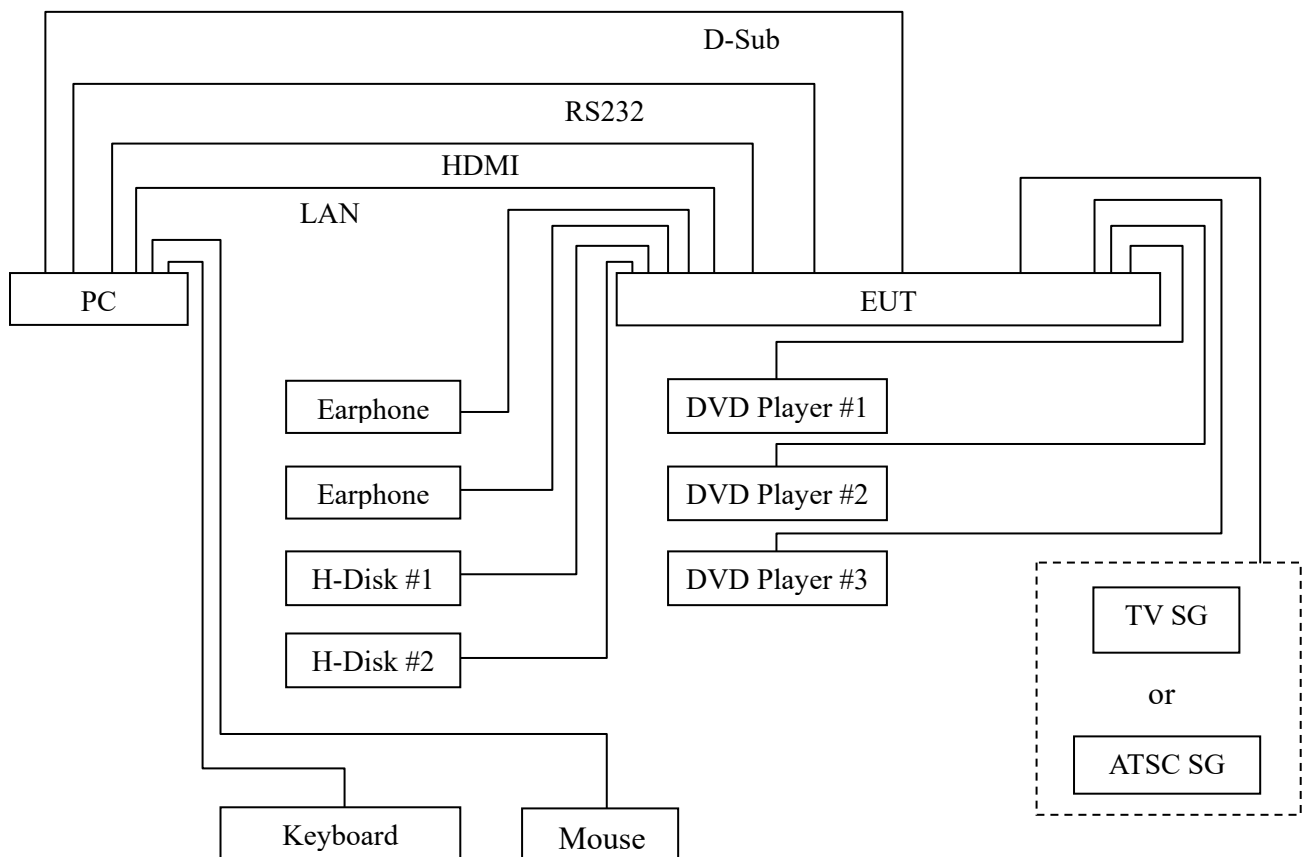 D-Sub
RS232
HDMI
LAN
PC
EUT
Earphone
DVD Player #1
Earphone
DVD Player #2
H-Disk #1
DVD Player #3
TV SG
H-Disk #2
or
ATSC SG
Keyboard
Mouse